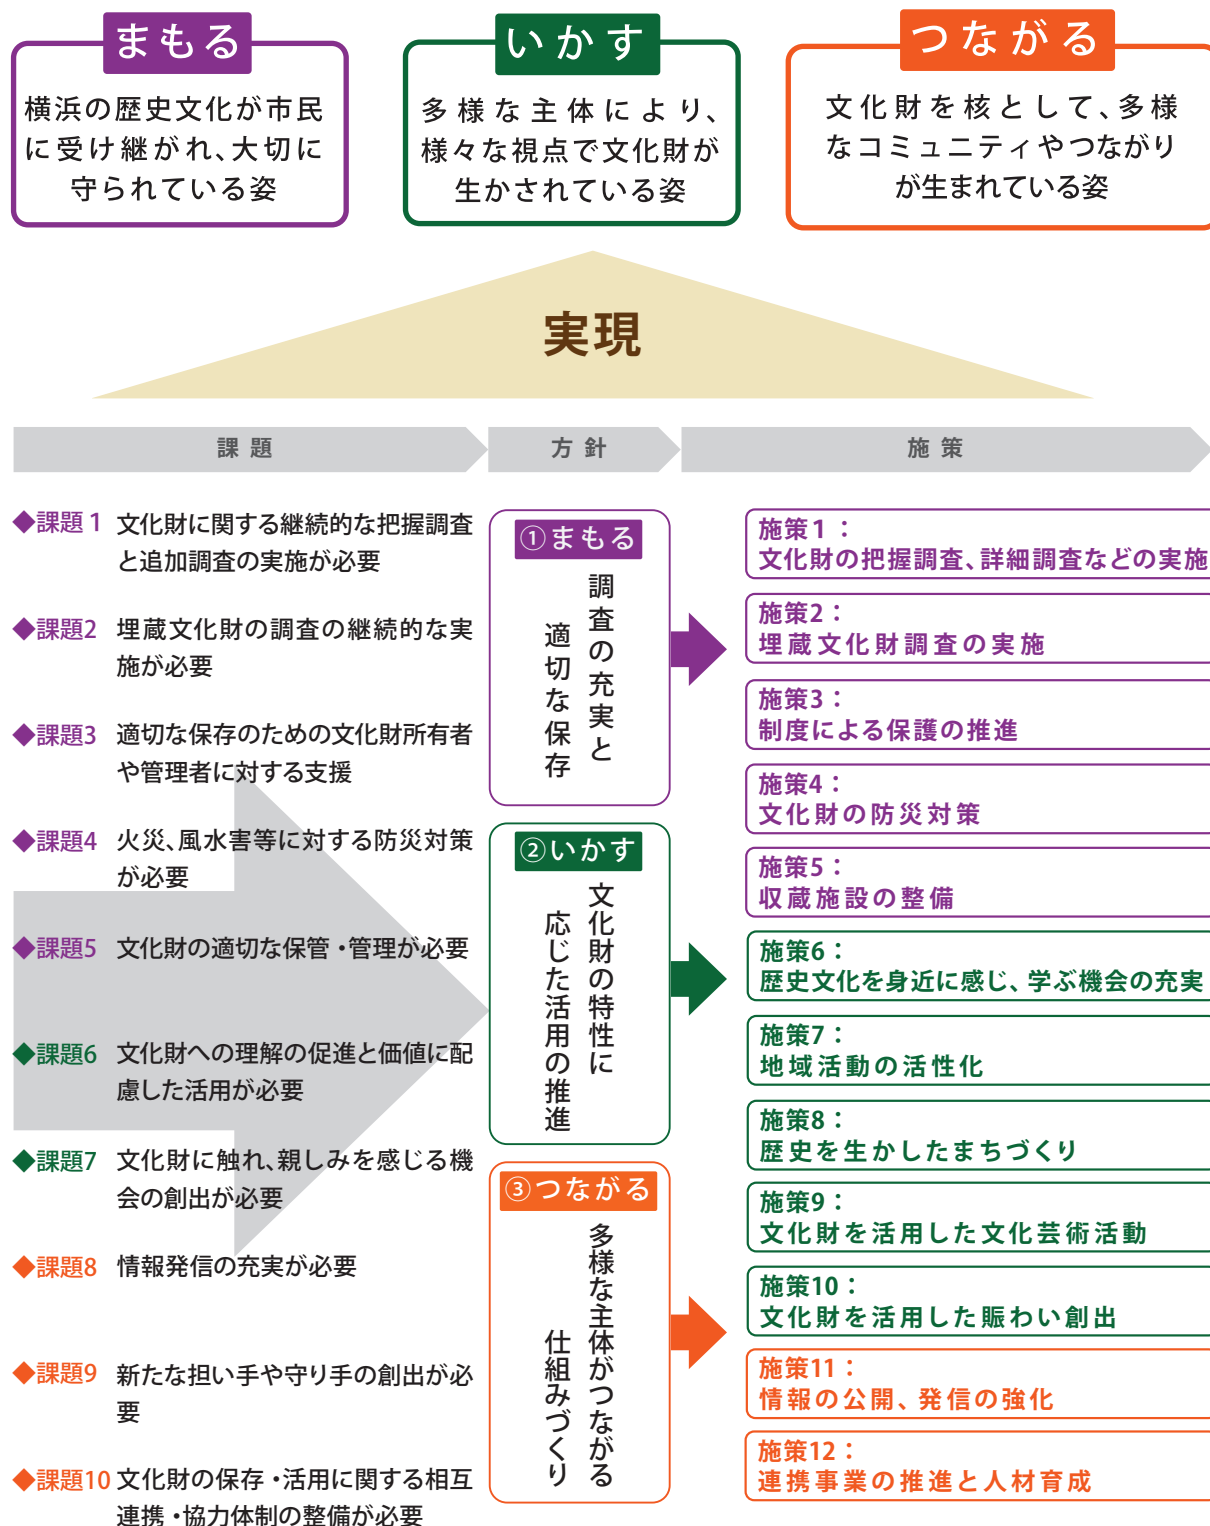 まもる
横浜の歴史文化が市民
に受け継がれ、大切に
守られている姿
いかす
多様な主体により、
様々な視点で文化財が
生かされている姿
つながる
文化財を核として、多様
なコミュニティやつながり
が生まれている姿
実現
課題
方針
施策
◆課題1 文化財に関する継続的な把握調査
と追加調査の実施が必要
◆課題2 埋蔵文化財の調査の継続的な実
施が必要
◆課題3 適切な保存のための文化財所有者
や管理者に対する支援
◆課題4 火災、風水害等に対する防災対策
が必要
◆課題5 文化財の適切な保管・管理が必要
◆課題6 文化財への理解の促進と価値に配
慮した活用が必要
◆課題7 文化財に触れ、親しみを感じる機
会の創出が必要
◆課題8 情報発信の充実が必要
◆課題9 新たな担い手や守り手の創出が必
要
◆課題10 文化財の保存・活用に関する相互
連携・協力体制の整備が必要
①まもる
調査の充実と
適切な保存
②いかす
文化財の特性に
応じた活用の推進
③つながる
多様な主体がつながる
仕組みづくり
施策1：
文化財の把握調査、詳細調査などの実施
施策2：
埋蔵文化財調査の実施
施策3：
制度による保護の推進
施策4：
文化財の防災対策
施策5：
収蔵施設の整備
施策6：
歴史文化を身近に感じ、学ぶ機会の充実
施策7：
地域活動の活性化
施策8：
歴史を生かしたまちづくり
施策9：
文化財を活用した文化芸術活動
施策10：
文化財を活用した賑わい創出
施策11：
情報の公開、発信の強化
施策12：
連携事業の推進と人材育成